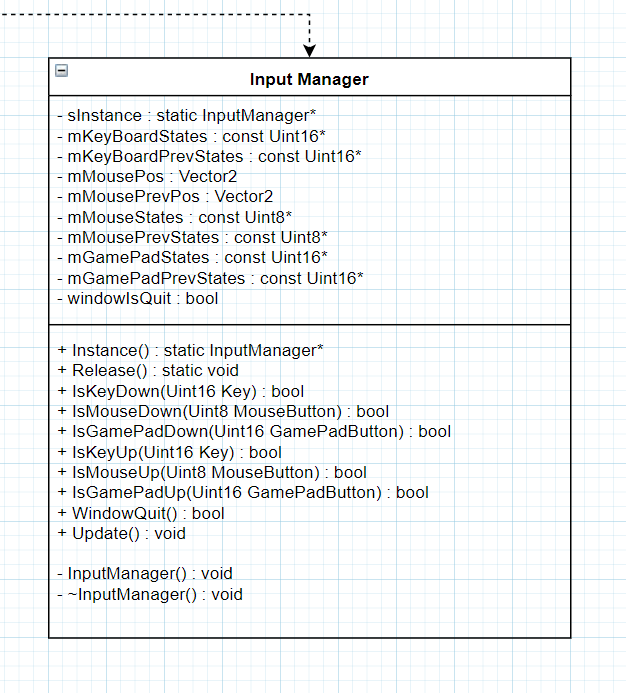 Input Manager
- sInstance : static InputManager*
- mKeyBoardStates : const Uint16*
- mKeyBoardPrevStates : const Uint16*
- mMousePos : Vector2
- mMousePrevPos : Vector2
- mMouseStates : const Uint8*
- mMousePrevStates : const Uint8*
- mGamePadStates : const Uint16*
- mGamePadPrevStates : const Uint16*
- windowIsQuit : bool
+ Instance() : static InputManager*
+ Release() : static void
+ IsKeyDown(Uint16 Key) : bool
+ IsMouseDown(Uint8 MouseButton) : bool
+ IsGamePadDown(Uint16 GamePadButton) : bool
+ IsKeyUp(Uint16 Key) : bool
+ IsMouseUp(Uint8 MouseButton) : bool
+ IsGamePadUp(Uint16 GamePadButton) : bool
+ WindowQuit() : bool
+ Update() : void
- InputManager() : void
- ~InputManager() : void